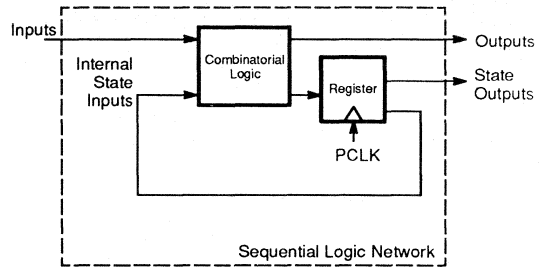 Inputs
Internal
State
Inputs
Combinatorial
Logic
Register
PCLK
Outputs
State
Outputs
Sequential Logic Network